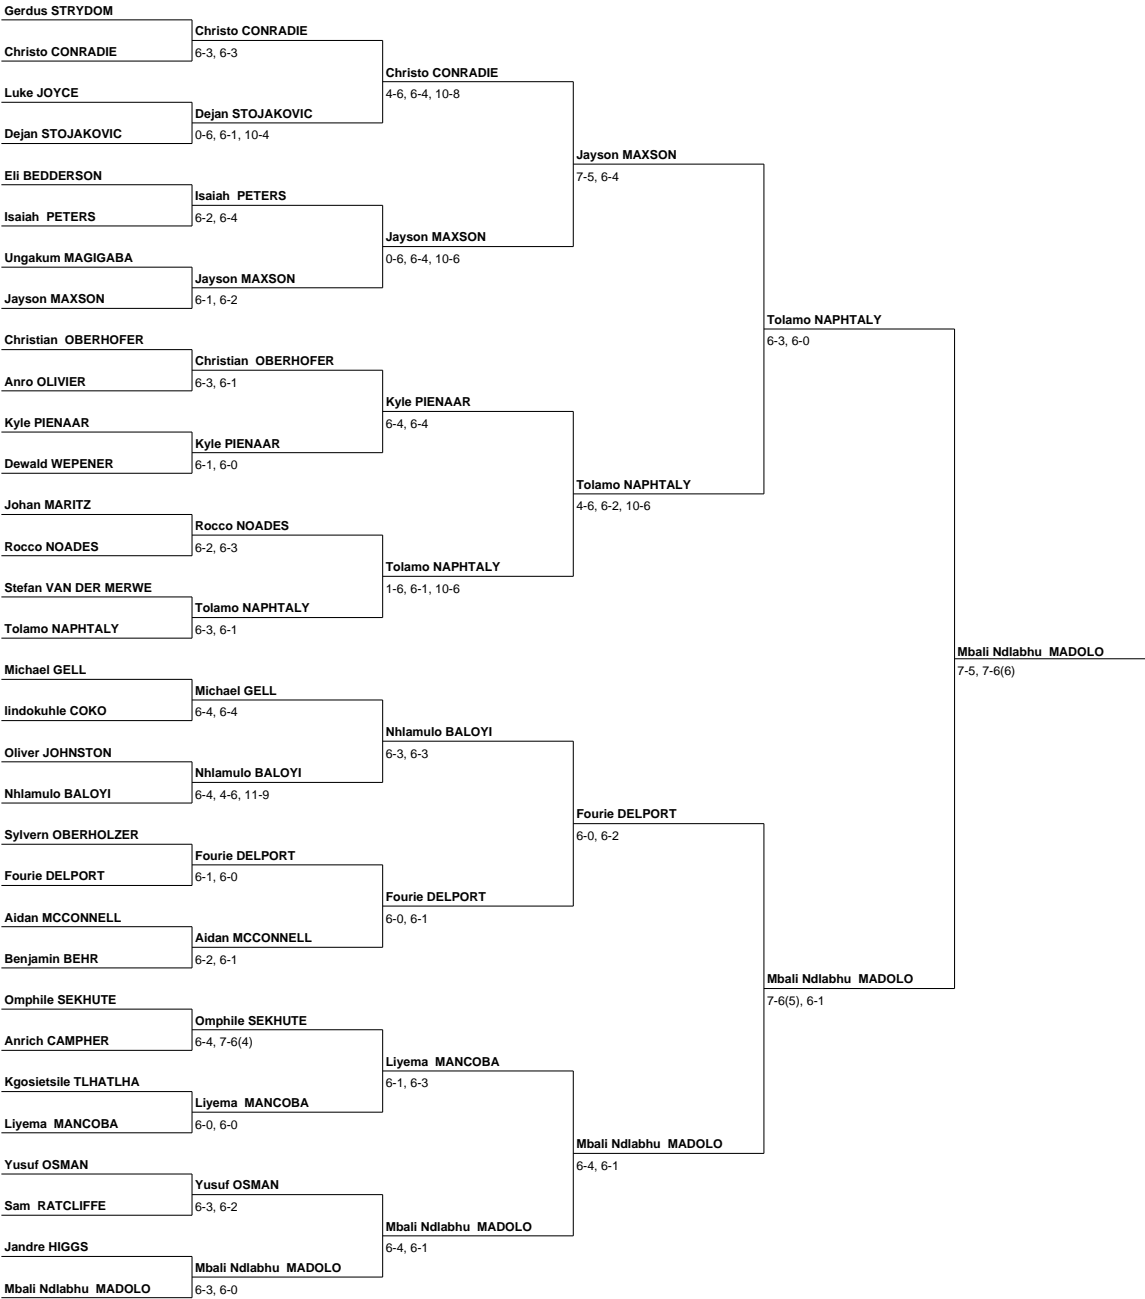 Gerdus STRYDOM
Christo CONRADIE
Christo CONRADIE
6-3, 6-3
Christo CONRADIE
4-6, 6-4, 10-8
Luke JOYCE
Dejan STOJAKOVIC
Dejan STOJAKOVIC
0-6, 6-1, 10-4
Jayson MAXSON
7-5, 6-4
Eli BEDDERSON
Isaiah PETERS
Isaiah PETERS
6-2, 6-4
Jayson MAXSON
0-6, 6-4, 10-6
Ungakum MAGIGABA
Jayson MAXSON
Jayson MAXSON
6-1, 6-2
Tolamo NAPHTALY
6-3, 6-0
Christian OBERHOFER
Christian OBERHOFER
Anro OLIVIER
6-3, 6-1
Kyle PIENAAR
6-4, 6-4
Kyle PIENAAR
Kyle PIENAAR
Dewald WEPENER
6-1, 6-0
Tolamo NAPHTALY
4-6, 6-2, 10-6
Johan MARITZ
Rocco NOADES
Rocco NOADES
6-2, 6-3
Tolamo NAPHTALY
1-6, 6-1, 10-6
Stefan VAN DER MERWE
Tolamo NAPHTALY
Tolamo NAPHTALY
6-3, 6-1
Mbali Ndlabhu MADOLO
7-5, 7-6(6)
Michael GELL
Michael GELL
lindokuhle COKO
6-4, 6-4
Nhlamulo BALOYI
6-3, 6-3
Oliver JOHNSTON
Nhlamulo BALOYI
Nhlamulo BALOYI
6-4, 4-6, 11-9
Fourie DELPORT
6-0, 6-2
Sylvern OBERHOLZER
Fourie DELPORT
Fourie DELPORT
6-1, 6-0
Fourie DELPORT
6-0, 6-1
Aidan MCCONNELL
Aidan MCCONNELL
Benjamin BEHR
6-2, 6-1
Mbali Ndlabhu MADOLO
7-6(5), 6-1
Omphile SEKHUTE
Omphile SEKHUTE
Anrich CAMPHER
6-4, 7-6(4)
Liyema MANCOBA
6-1, 6-3
Kgosietsile TLHATLHA
Liyema MANCOBA
Liyema MANCOBA
6-0, 6-0
Mbali Ndlabhu MADOLO
6-4, 6-1
Yusuf OSMAN
Yusuf OSMAN
Sam RATCLIFFE
6-3, 6-2
Mbali Ndlabhu MADOLO
6-4, 6-1
Jandre HIGGS
Mbali Ndlabhu MADOLO
Mbali Ndlabhu MADOLO
6-3, 6-0